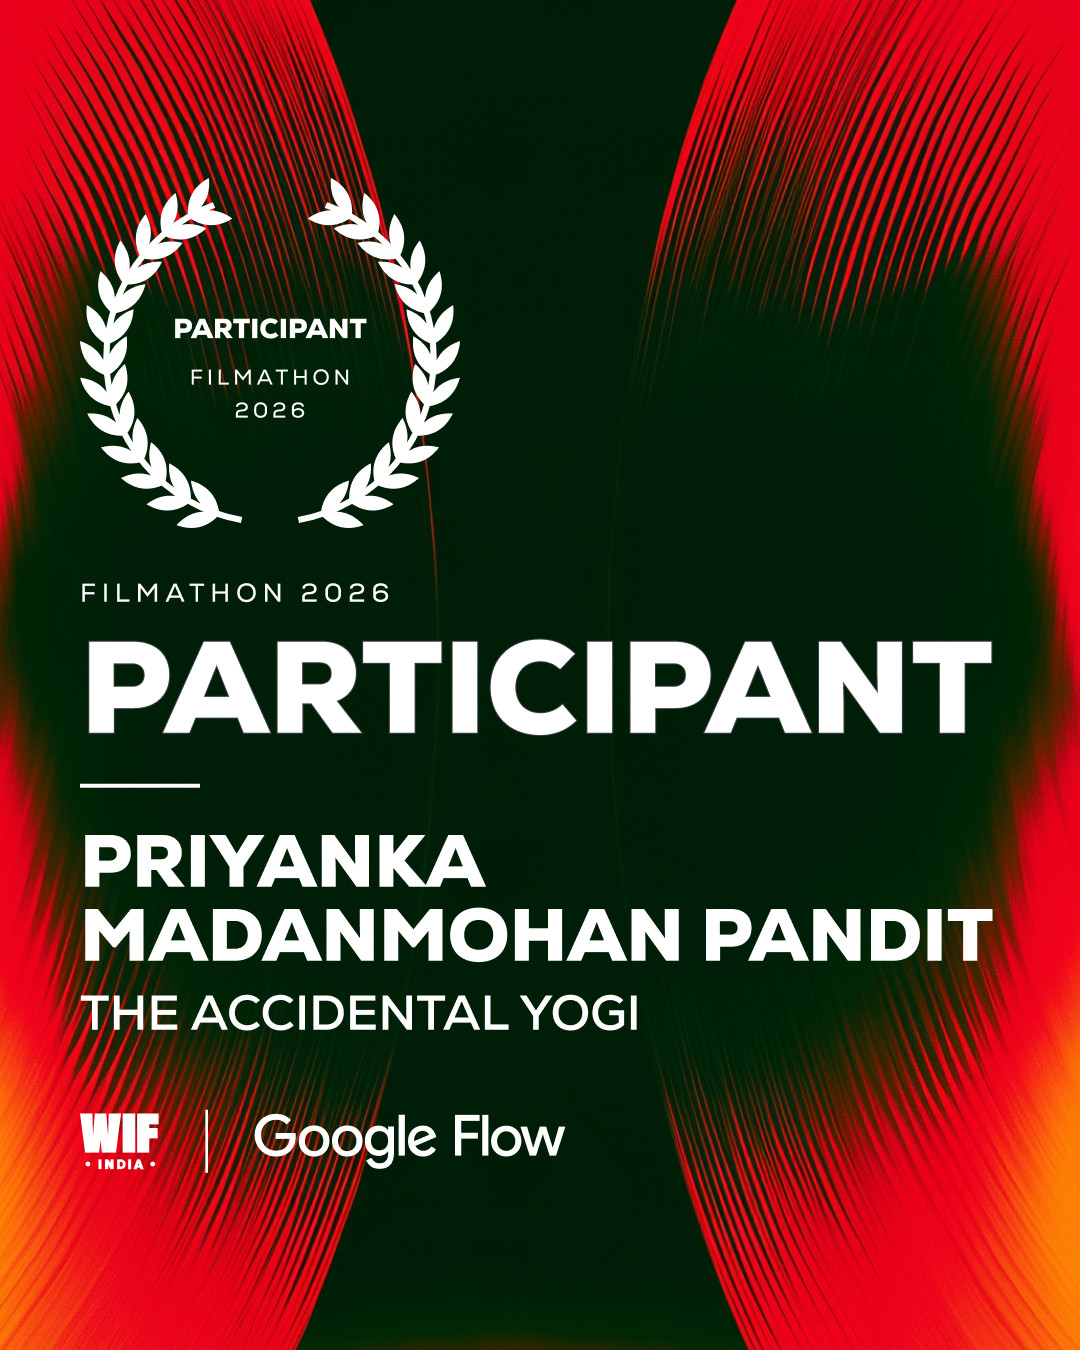 PARTICIPANT
FILMATHON
2026
FILMATHON 2026
PARTICIPANT
PRIYANKA
MADANMOHAN PANDIT
THE ACCIDENTAL YOGI
WIF
• INDIA •
Google Flow